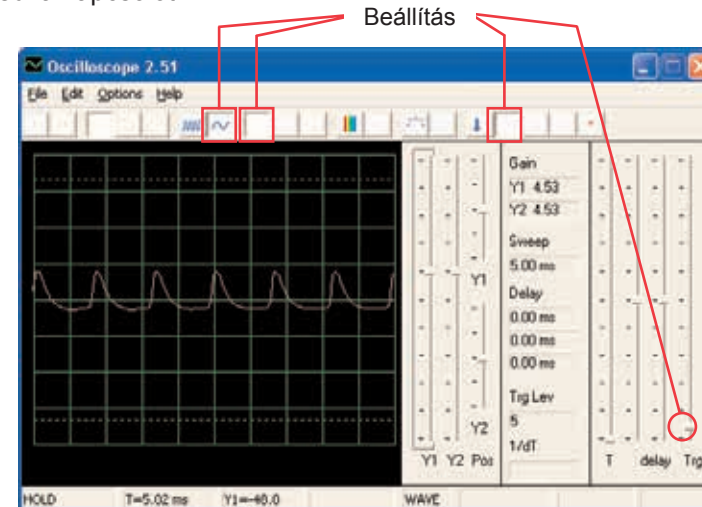 Beállítás
Oscilloscope 2.51
File Edit Options Help
Gain
Y1 4.53
Y2 4.53
Sweep
5.00 ms
Y1
Delay
0.00 ms
0.00 ms
0.00 ms
Trg Lev
5
Y2
1/dT
Y1 Y2 Pos
T delay Trg
HOLD T=5.02 ms Y1=-48.0 WAVE